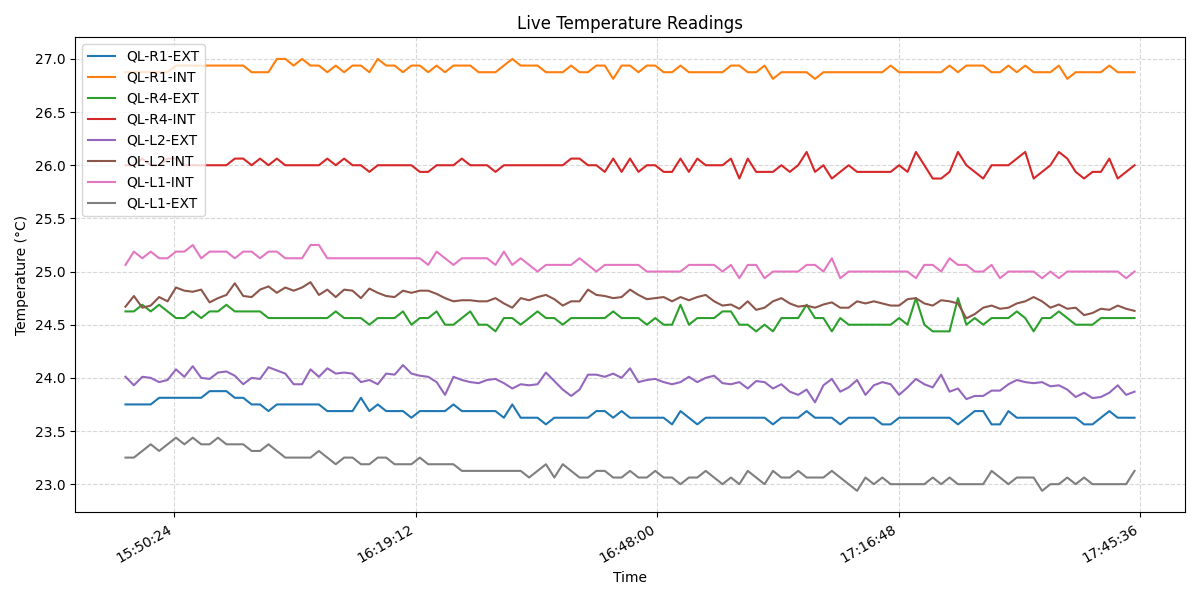 Live Temperature Readings
QL-R1-EXT
QL-R1-INT
QL-R4-EXT
QL-R4-INT
QL-L2-EXT
QL-L2-INT
QL-L1-INT
QL-L1-EXT
27.0
26.5
26.0
25.5
25.0
24.5
24.0
23.5
23.0
Temperature (°C)
15:50:24
16:19:12
16:48:00
17:16:48
17:45:36
Time